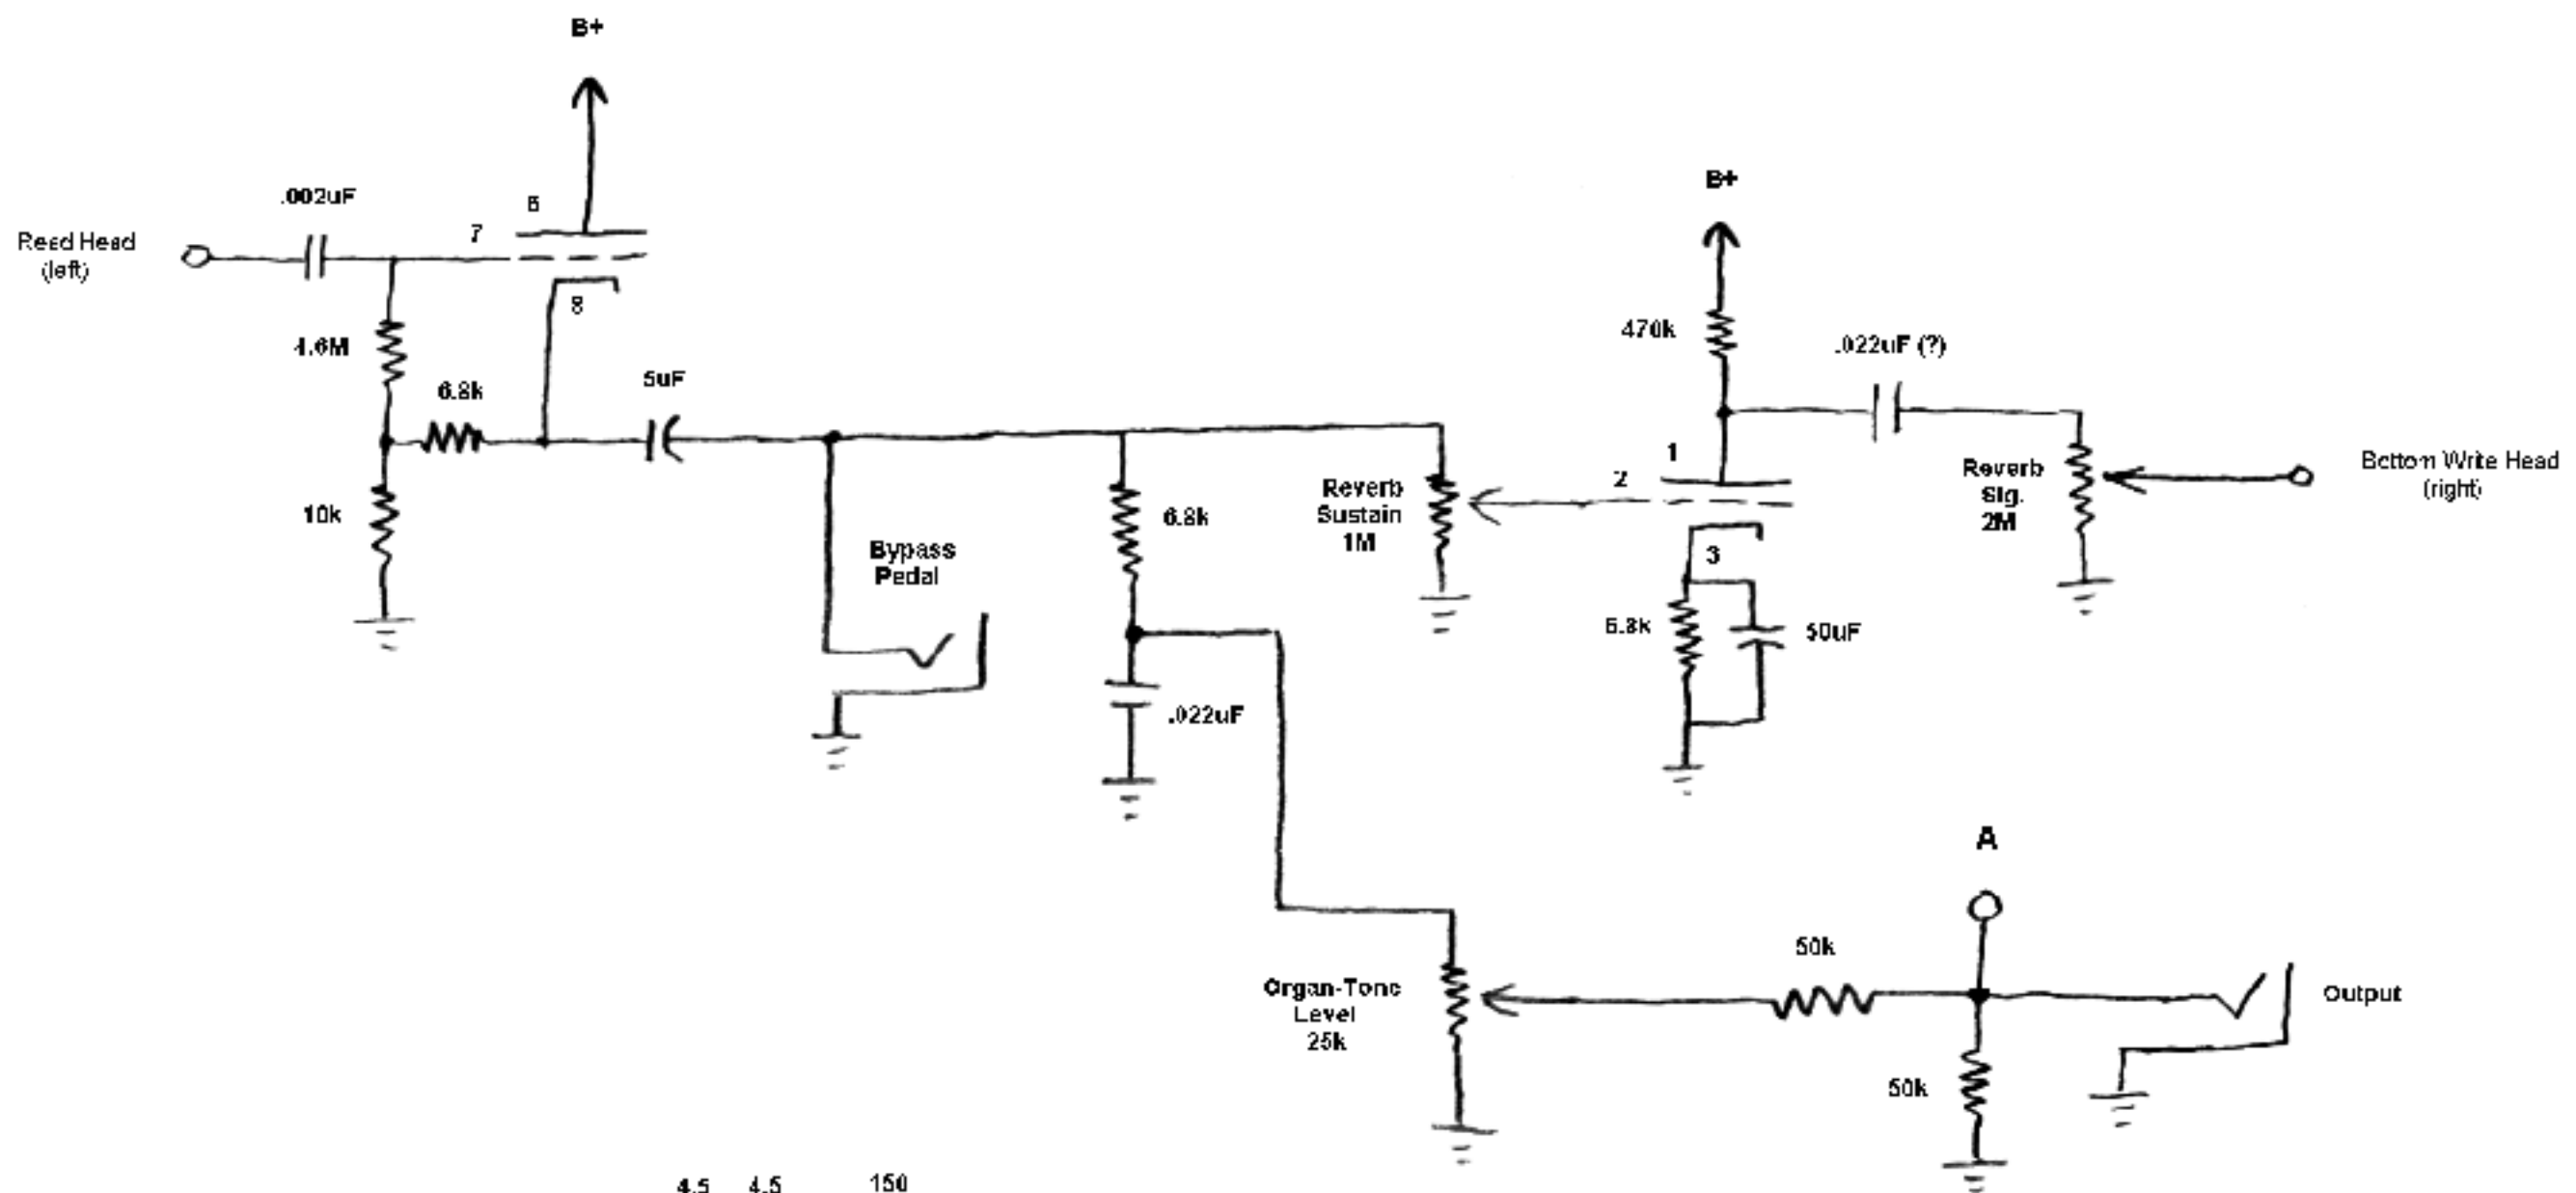 B+
.002uF
Read Head
(left)
6
7
8
4.6M
6.8k
5uF
10k
Bypass
Pedal
6.8k
.022uF
Reverb
Sustain
1M
B+
470k
.022uF (?)
1
2
3
Reverb
Sig.
2M
Bottom Write Head
(right)
6.8k
50uF
A
Organ-Tone
Level
25k
50k
50k
Output
4.5 4.5 150